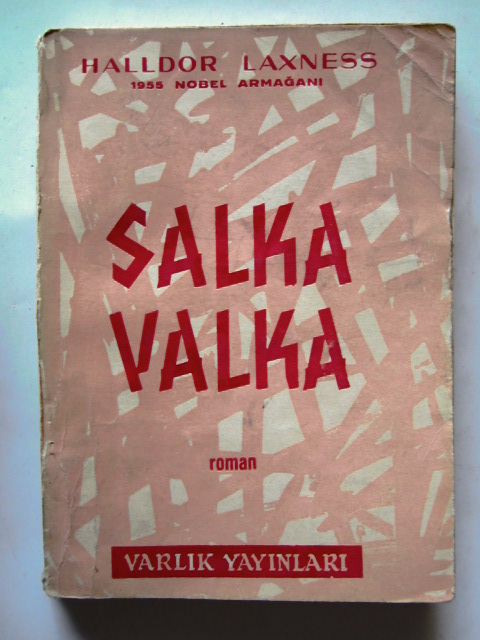 HALLDOR LAXNESS
1955 NOBEL ARMAĞANI
SALKA
VALKA
roman
VARLIK YAYINLARI